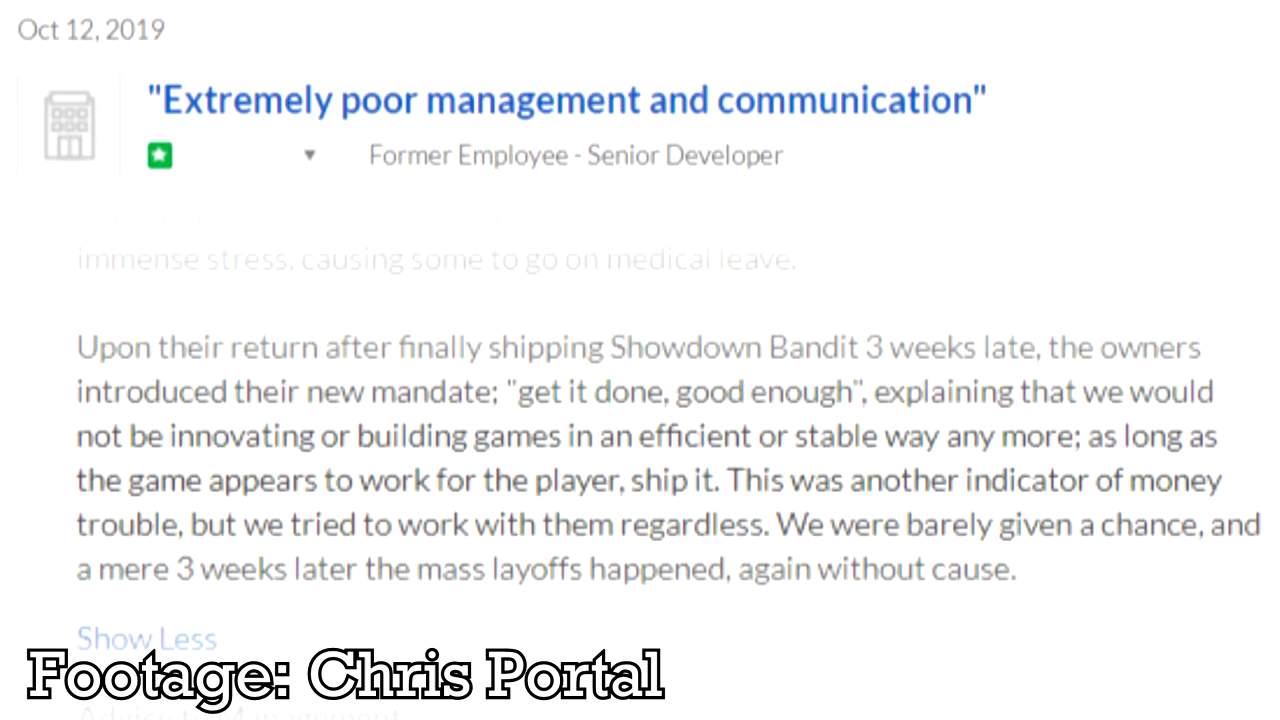 Oct 12, 2019
"Extremely poor management and communication"
Former Employee - Senior Developer
immense stress, causing some to go on medical leave.
Upon their return after finally shipping Showdown Bandit 3 weeks late, the owners
introduced their new mandate; "get it done, good enough", explaining that we would
not be innovating or building games in an efficient or stable way any more; as long as
the game appears to work for the player, ship it. This was another indicator of money
trouble, but we tried to work with them regardless. We were barely given a chance, and
a mere 3 weeks later the mass layoffs happened, again without cause.
Show Less
Footage: Chris Portal
Advice to Management